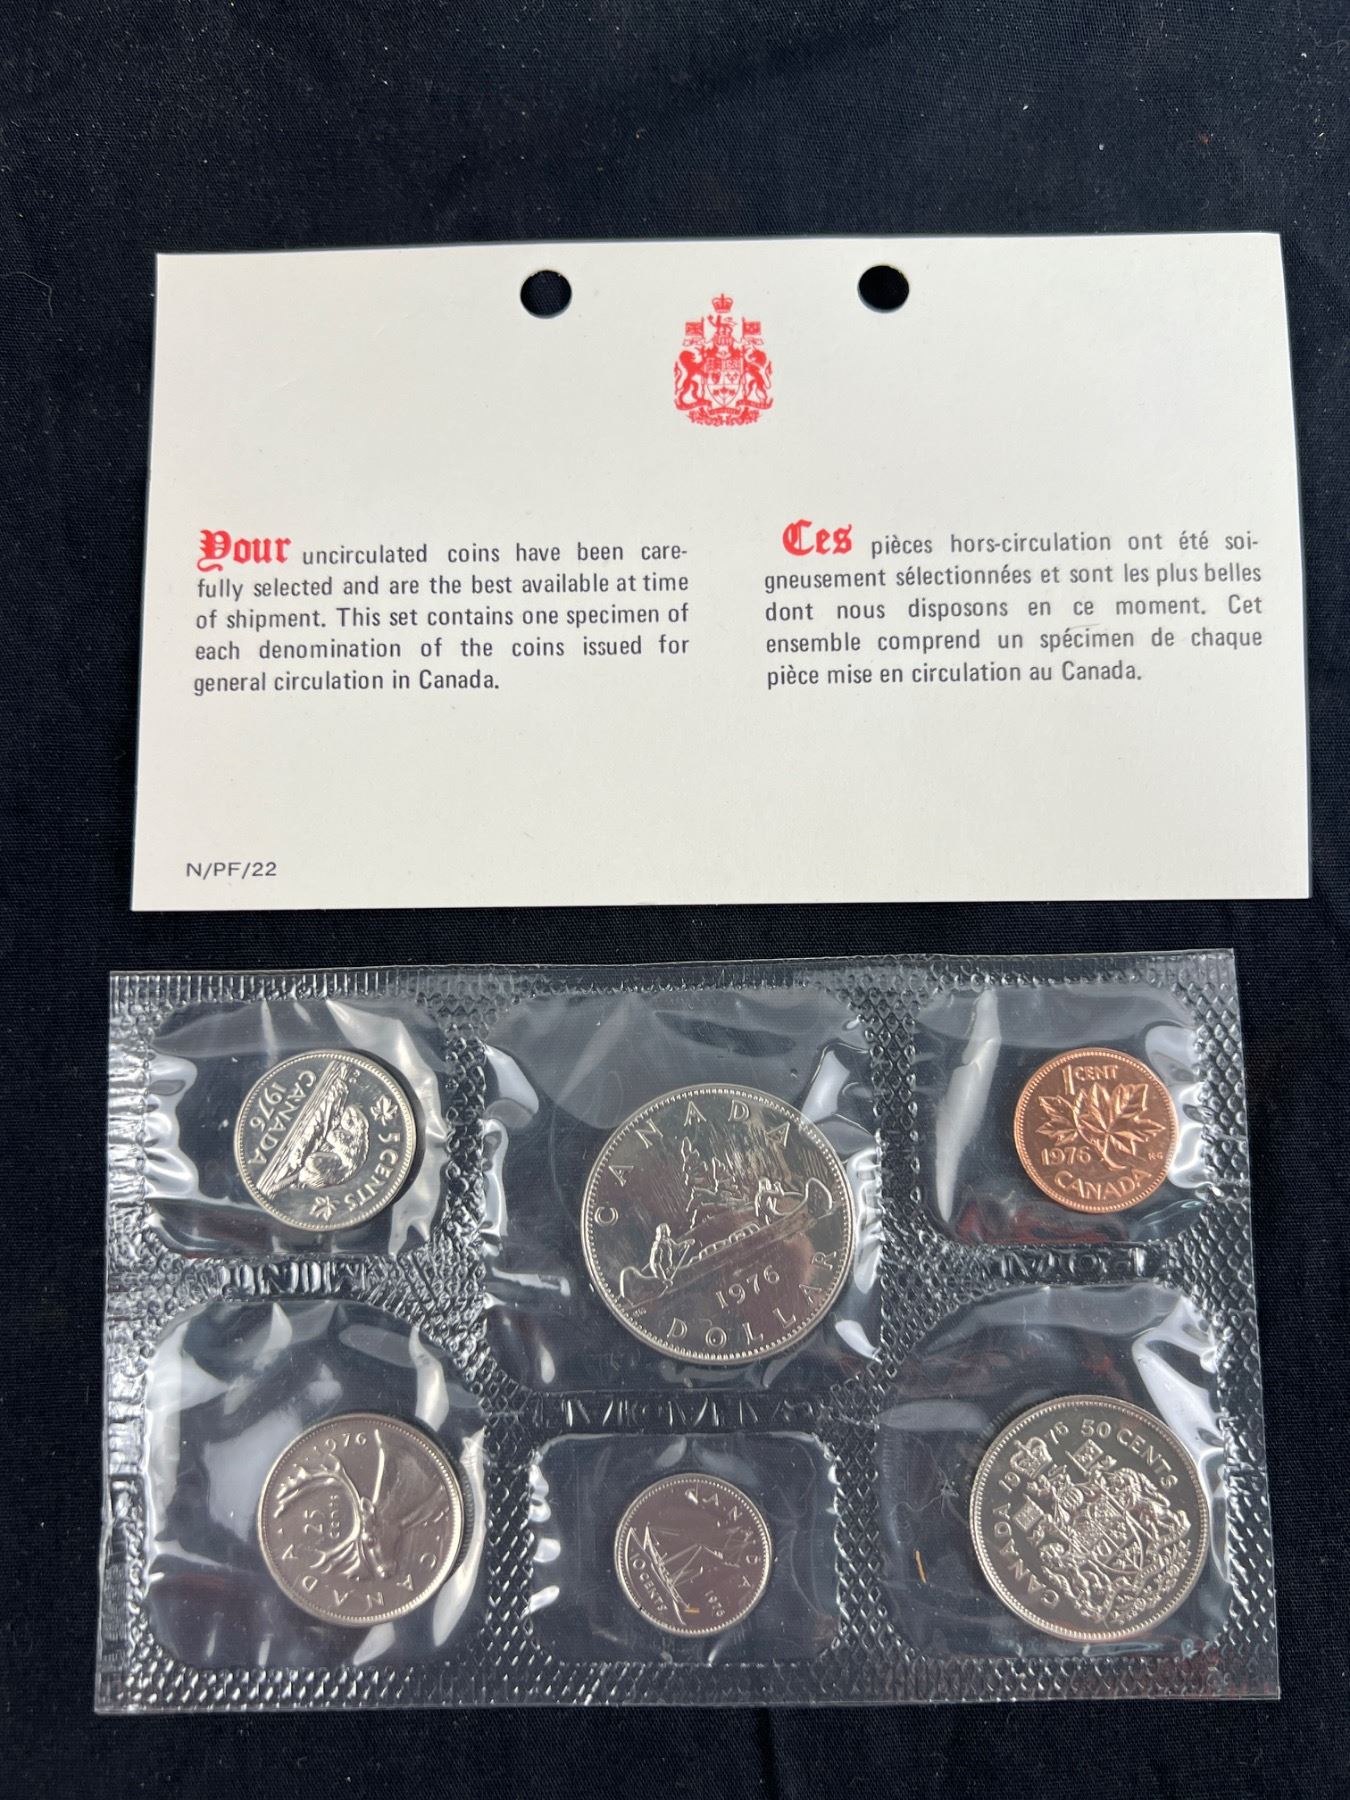 Your uncirculated coins have been care-
fully selected and are the best available at time
of shipment. This set contains one specimen of
each denomination of the coins issued for
general circulation in Canada.
Ces pièces hors-circulation ont été soi-
gneusement sélectionnées et sont les plus belles
dont nous disposons en ce moment. Cet
ensemble comprend un spécimen de chaque
pièce mise en circulation au Canada.
N/PF/22
CANADA
1976
5 CENTS
CANADA
1976
DOLLAR
1 CENT
1976
CANADA
1976
25
CENTS
CANADA
CANADA
10 CENTS
1976
CANADA 1976 50 CENTS